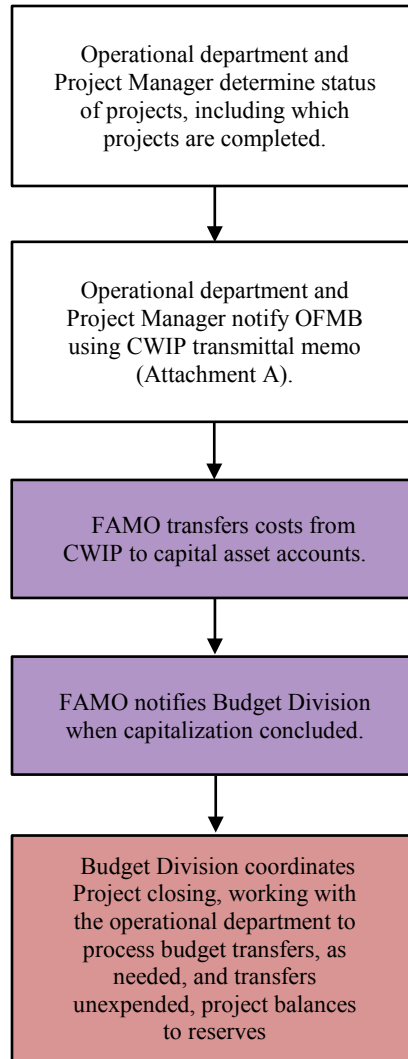 Operational department and
Project Manager determine status
of projects, including which
projects are completed.
Operational department and
Project Manager notify OFMB
using CWIP transmittal memo
(Attachment A).
FAMO transfers costs from
CWIP to capital asset accounts.
FAMO notifies Budget Division
when capitalization concluded.
Budget Division coordinates
Project closing, working with
the operational department to
process budget transfers, as
needed, and transfers
unexpended, project balances
to reserves